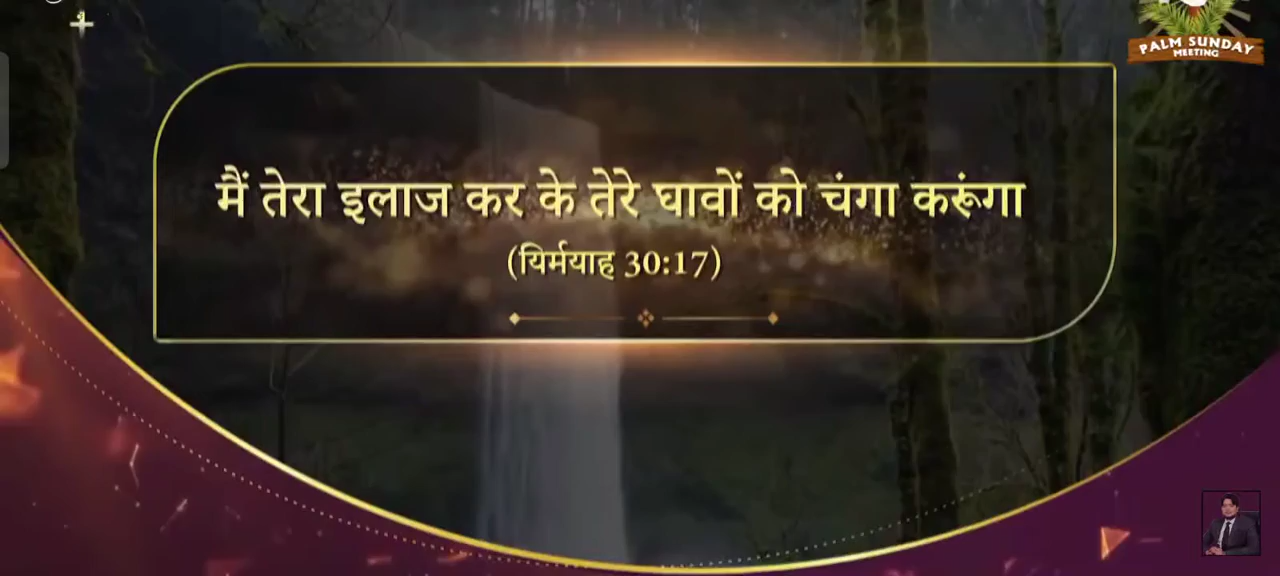 PALM SUNDAY
MEETING
मैं तेरा इलाज कर के तेरे घावों को चंगा करूंगा
(यिर्मयाह 30:17)